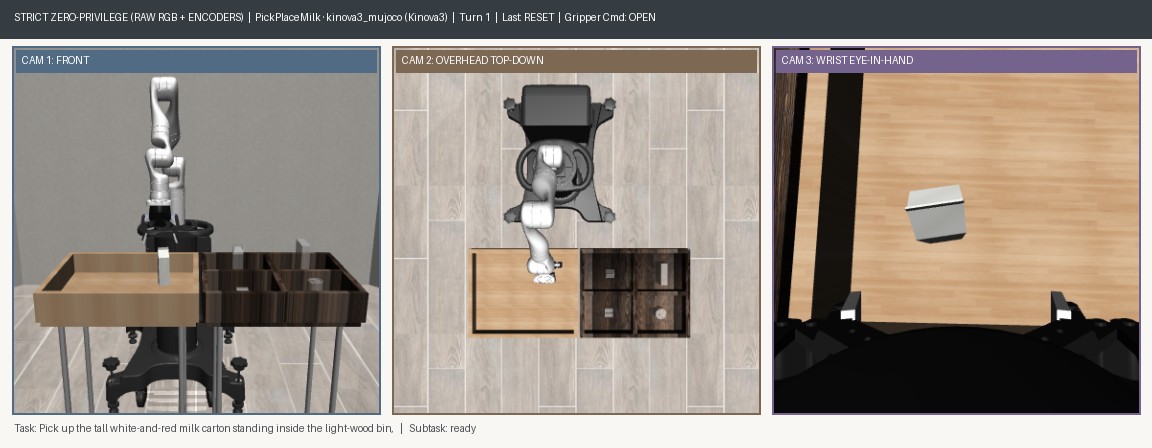 STRICT ZERO-PRIVILEGE (RAW RGB + ENCODERS) | PickPlaceMilk · kinova3_mujoco (Kinova3) | Turn 1 | Last: RESET | Gripper Cmd: OPEN
CAM 1: FRONT
CAM 2: OVERHEAD TOP-DOWN
CAM 3: WRIST EYE-IN-HAND
Task: Pick up the tall white-and-red milk carton standing inside the light-wood bin, | Subtask: ready